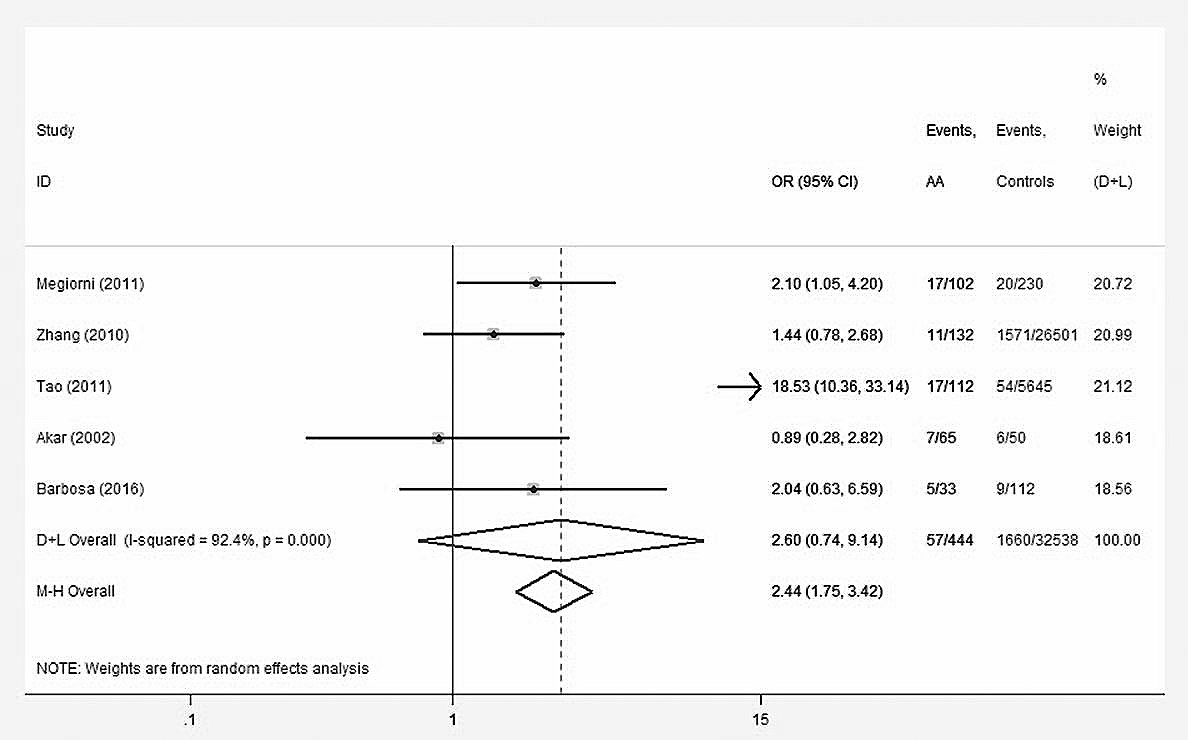 %
Study Events, Events, Weight
ID OR (95% CI) AA Controls (D+L)
Megiorni (2011) 2.10 (1.05, 4.20) 17/102 20/230 20.72
Zhang (2010) 1.44 (0.78, 2.68) 11/132 1571/26501 20.99
Tao (2011) 18.53 (10.36, 33.14) 17/112 54/5645 21.12
Akar (2002) 0.89 (0.28, 2.82) 7/65 6/50 18.61
Barbosa (2016) 2.04 (0.63, 6.59) 5/33 9/112 18.56
D+L Overall (I-squared = 92.4%, p = 0.000) 2.60 (0.74, 9.14) 57/444 1660/32538 100.00
M-H Overall 2.44 (1.75, 3.42)
NOTE: Weights are from random effects analysis
.1 1 15